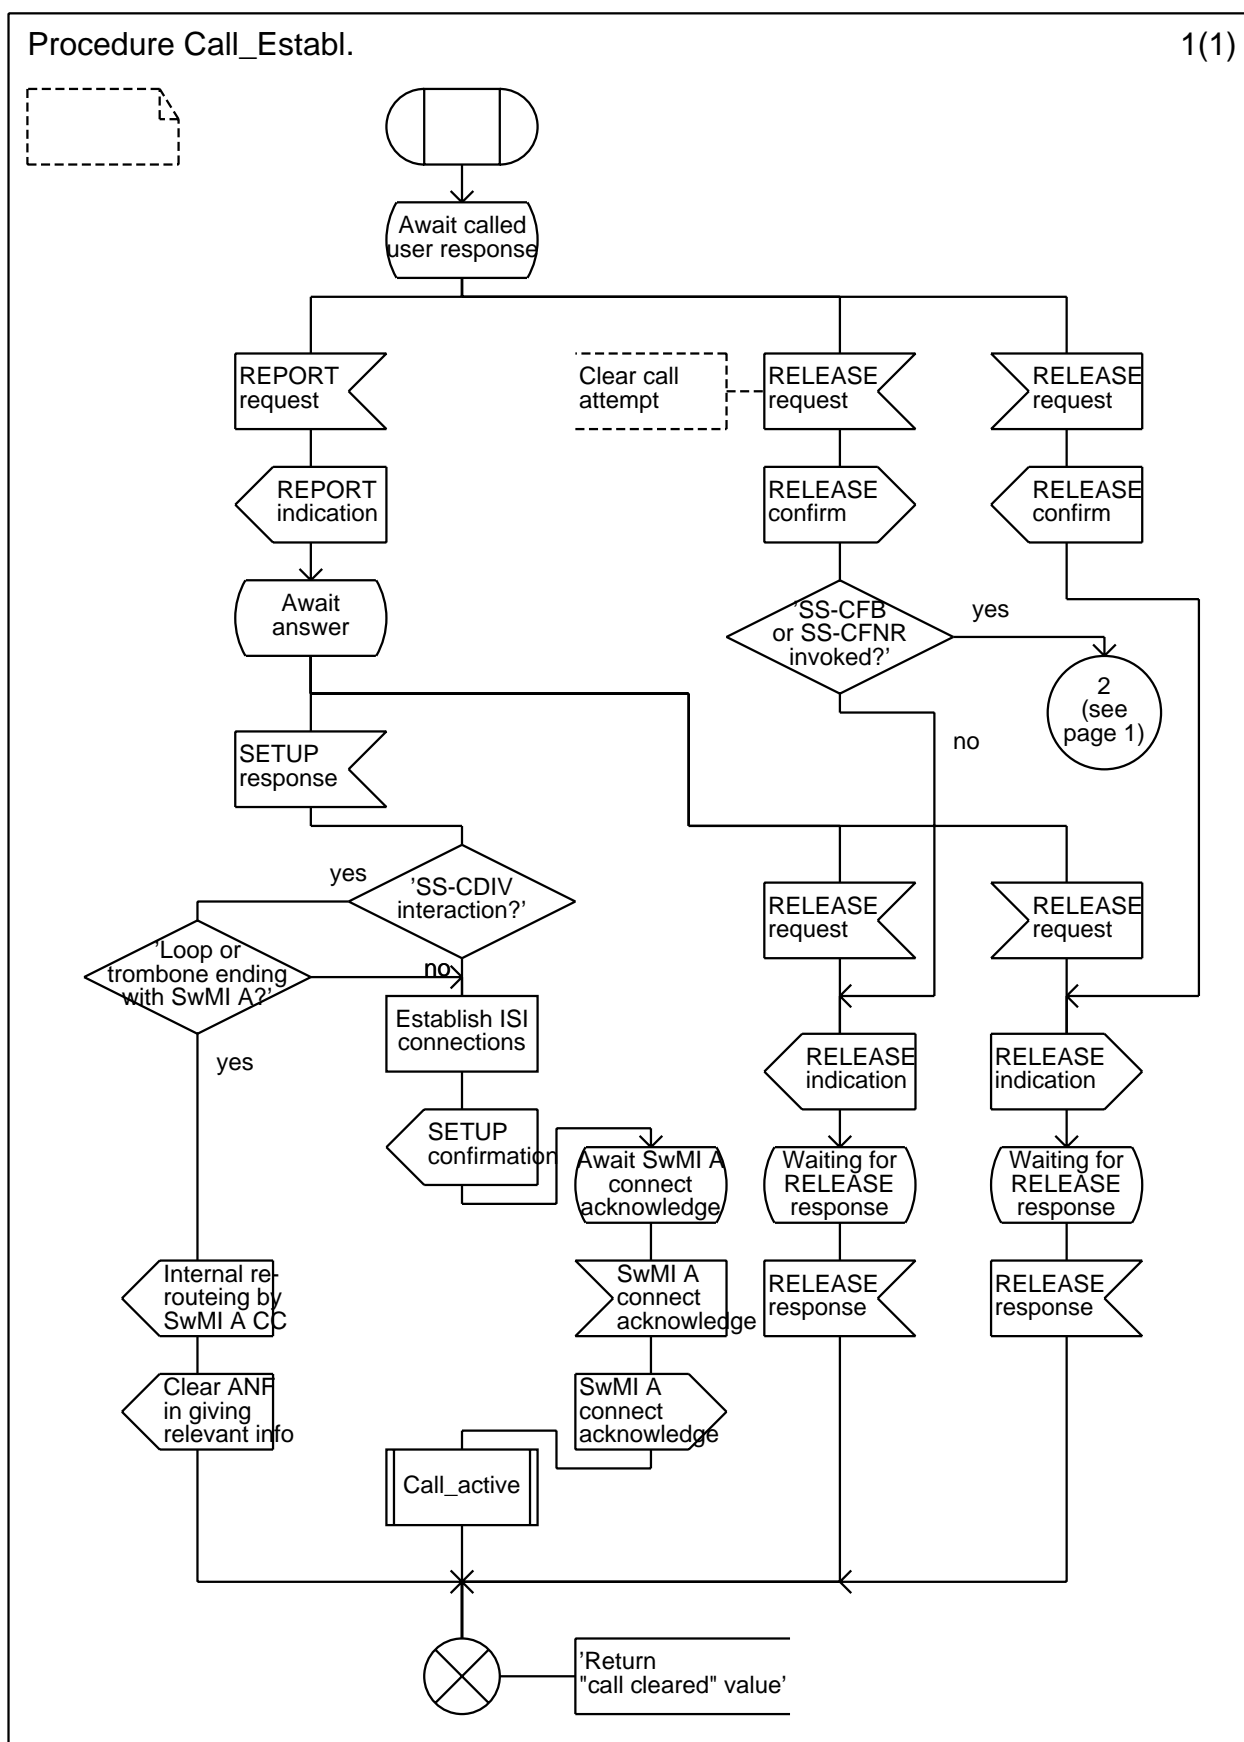 Procedure Call_Establ.
1(1)
Await called
user response
REPORT
request
Clear call
attempt
RELEASE
request
RELEASE
request
REPORT
indication
RELEASE
confirm
RELEASE
confirm
Await
answer
'SS-CFB
or SS-CFNR
invoked?'
yes
2
(see
page 1)
no
SETUP
response
yes
'SS-CDIV
interaction?'
RELEASE
request
RELEASE
request
'Loop or
trombone ending
with SwMI A?'
no
yes
Establish ISI
connections
RELEASE
indication
RELEASE
indication
SETUP
confirmation
Await SwMI A
connect
acknowledge
Waiting for
RELEASE
response
Waiting for
RELEASE
response
Internal re-
routeing by
SwMI A CC
SwMI A
connect
acknowledge
RELEASE
response
RELEASE
response
Clear ANF
in giving
relevant info
SwMI A
connect
acknowledge
Call_active
'Return
"call cleared" value'